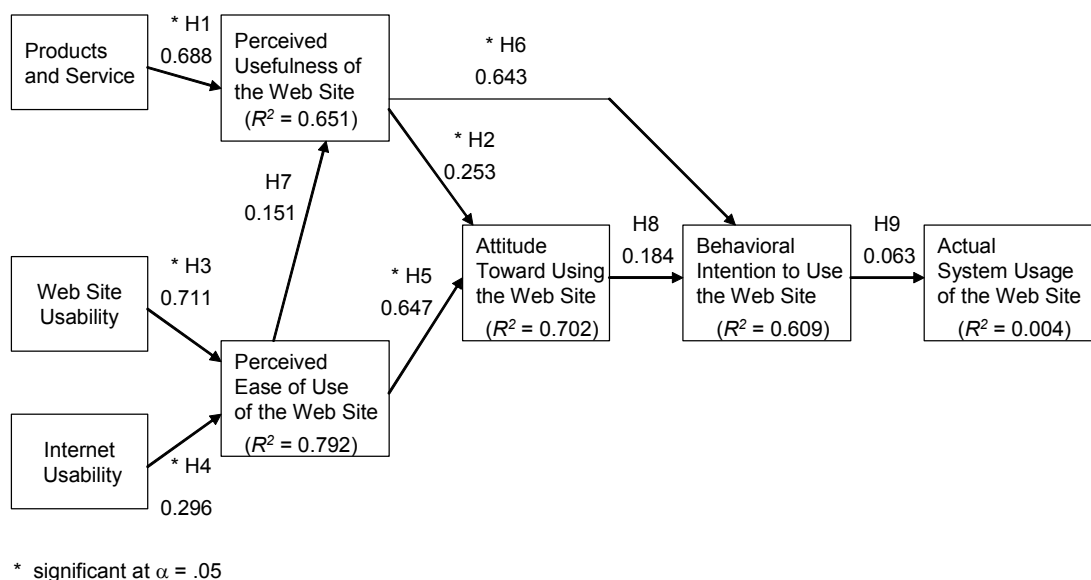 * H1
0.688
Products
and Service
Perceived
Usefulness of
the Web Site
(R² = 0.651)
* H6
0.643
* H2
0.253
H7
0.151
* H3
0.711
Web Site
Usability
* H5
0.647
Attitude
Toward Using
the Web Site
(R² = 0.702)
H8
0.184
Behavioral
Intention to Use
the Web Site
(R² = 0.609)
H9
0.063
Actual
System Usage
of the Web Site
(R² = 0.004)
Perceived
Ease of Use
of the Web Site
(R² = 0.792)
Internet
Usability
* H4
0.296
* significant at α = .05